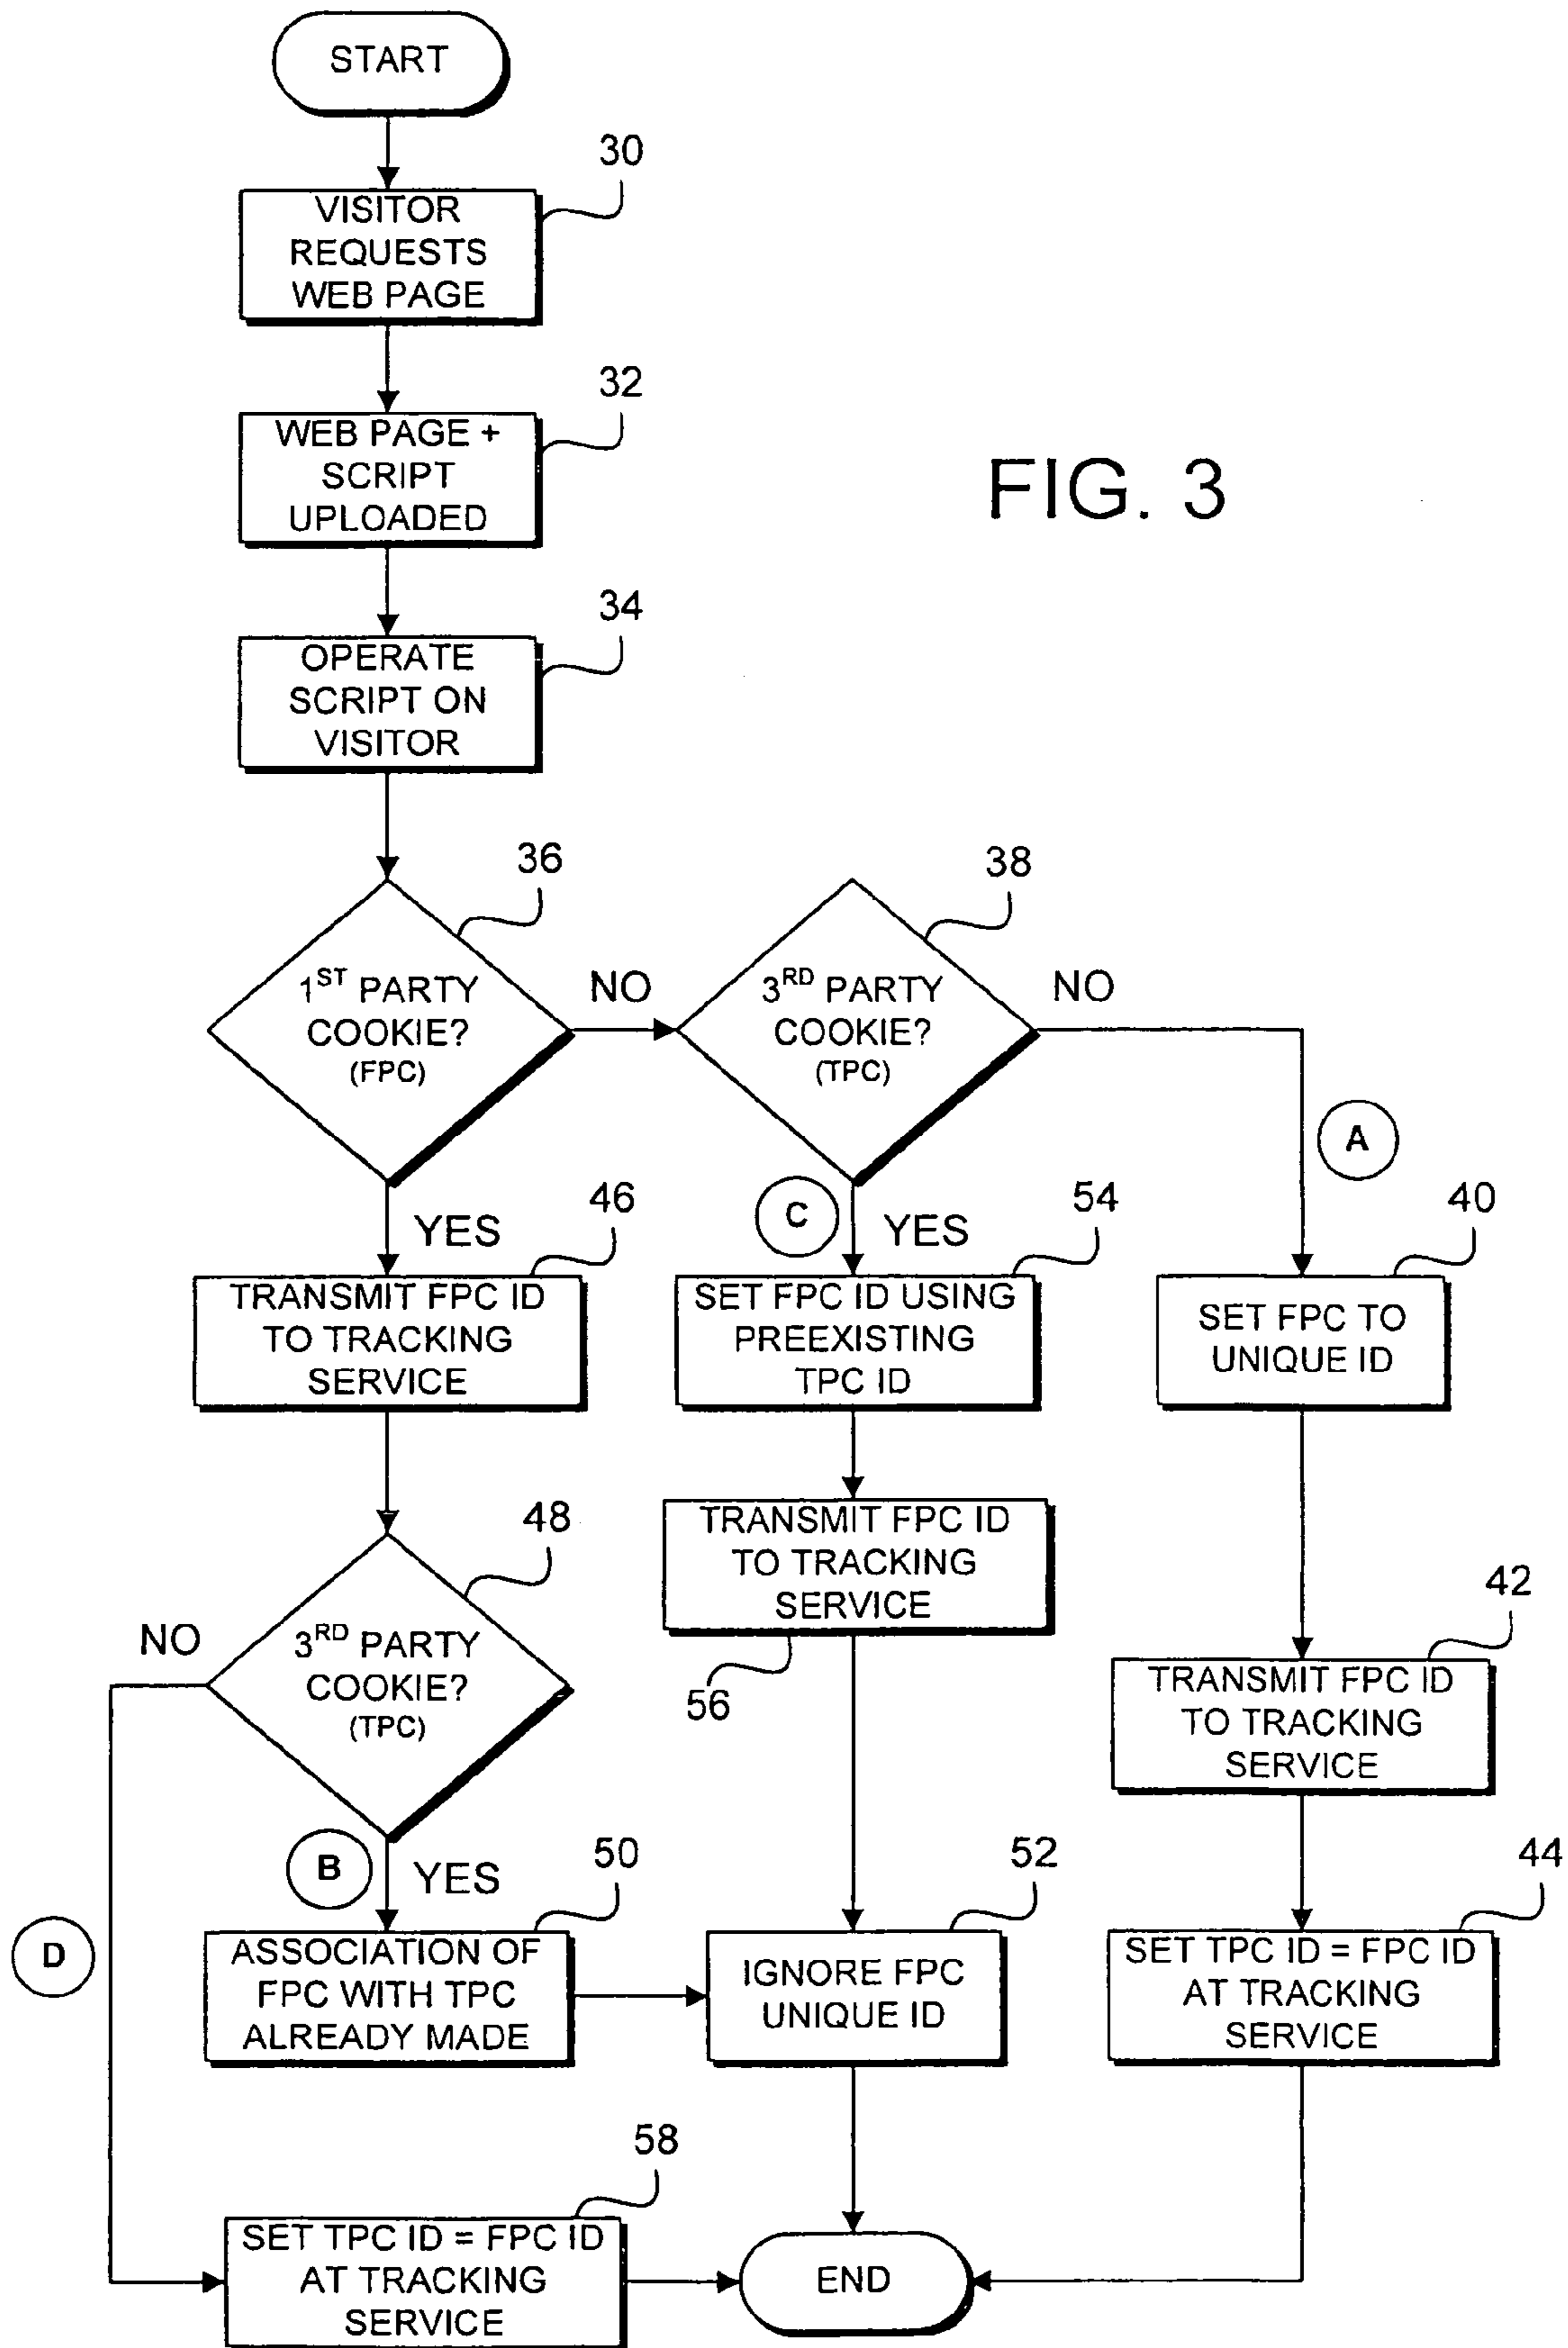 START
30
VISITOR
REQUESTS
WEB PAGE
32
WEB PAGE +
SCRIPT
UPLOADED
FIG. 3
34
OPERATE
SCRIPT ON
VISITOR
36
1ST PARTY
COOKIE?
(FPC)
NO
38
3RD PARTY
COOKIE?
(TPC)
NO
A
YES
46
TRANSMIT FPC ID
TO TRACKING
SERVICE
C
YES
54
SET FPC ID USING
PREEXISTING
TPC ID
40
SET FPC TO
UNIQUE ID
48
3RD PARTY
COOKIE?
(TPC)
NO
TRANSMIT FPC ID
TO TRACKING
SERVICE
56
42
TRANSMIT FPC ID
TO TRACKING
SERVICE
B
YES
50
ASSOCIATION OF
FPC WITH TPC
ALREADY MADE
52
IGNORE FPC
UNIQUE ID
44
SET TPC ID = FPC ID
AT TRACKING
SERVICE
D
58
SET TPC ID = FPC ID
AT TRACKING
SERVICE
END